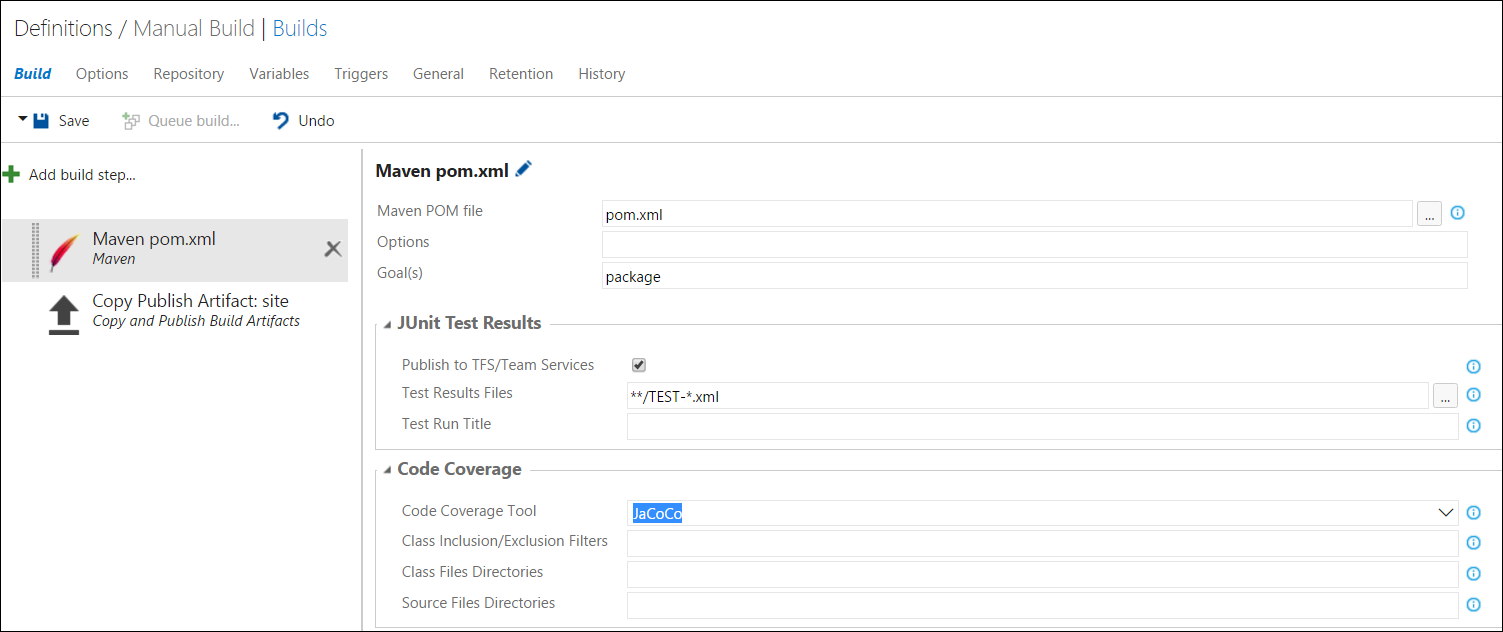 Definitions / Manual Build | Builds
Build Options Repository Variables Triggers General Retention History
Save Queue build... Undo
Add build step...
Maven pom.xml
Maven
Copy Publish Artifact: site
Copy and Publish Build Artifacts
Maven pom.xml
Maven POM file pom.xml ...
Options
Goal(s) package
JUnit Test Results
Publish to TFS/Team Services
Test Results Files **/TEST-*.xml ...
Test Run Title
Code Coverage
Code Coverage Tool JaCoCo
Class Inclusion/Exclusion Filters
Class Files Directories
Source Files Directories